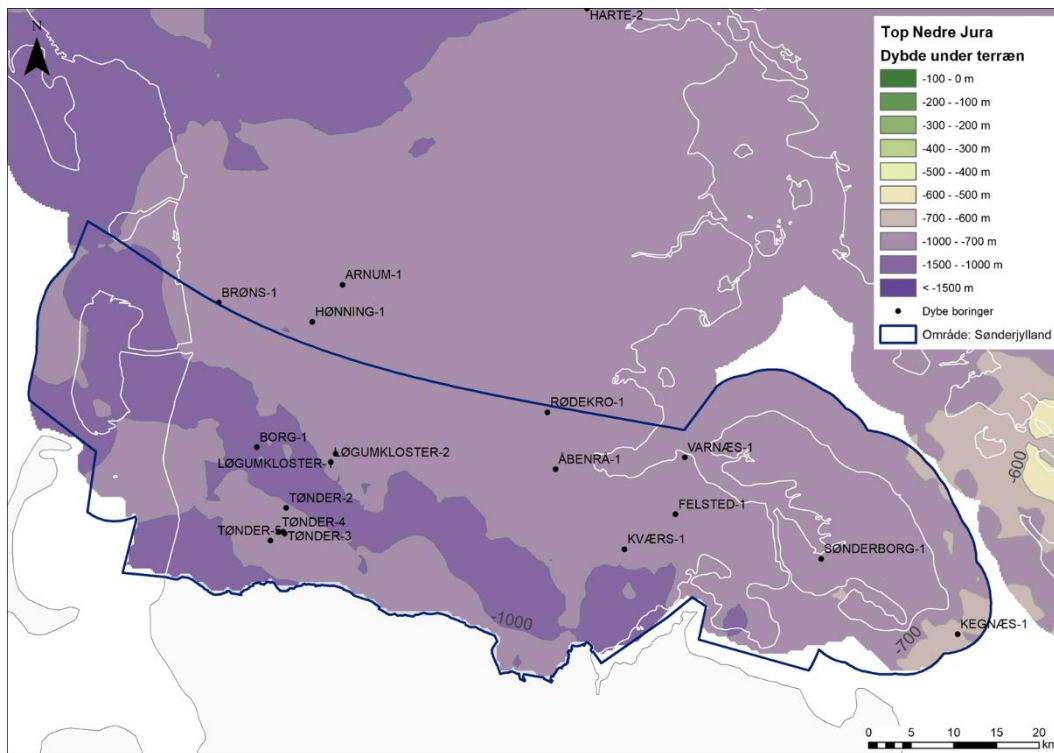 HARTE-2
N
Top Nedre Jura
Dybde under terræn
-100 - 0 m
-200 - -100 m
-300 - -200 m
-400 - -300 m
-500 - -400 m
-600 - -500 m
-700 - -600 m
-1000 - -700 m
-1500 - -1000 m
< -1500 m
Dybe boringer
Område: Sønderjylland
ARNUM-1
BRØNS-1
HØNNING-1
RØDEKRO-1
BORG-1
LØGUMKLOSTER-2
LØGUMKLOSTER-1
VARNÆS-1
ÅBENRÅ-1
-600
TØNDER-2
FELSTED-1
TØNDER-4
TØNDER-5
TØNDER-3
KVÆRS-1
SØNDERBORG-1
-1000
-700
KEGNÆS-1
0 5 10 20
km